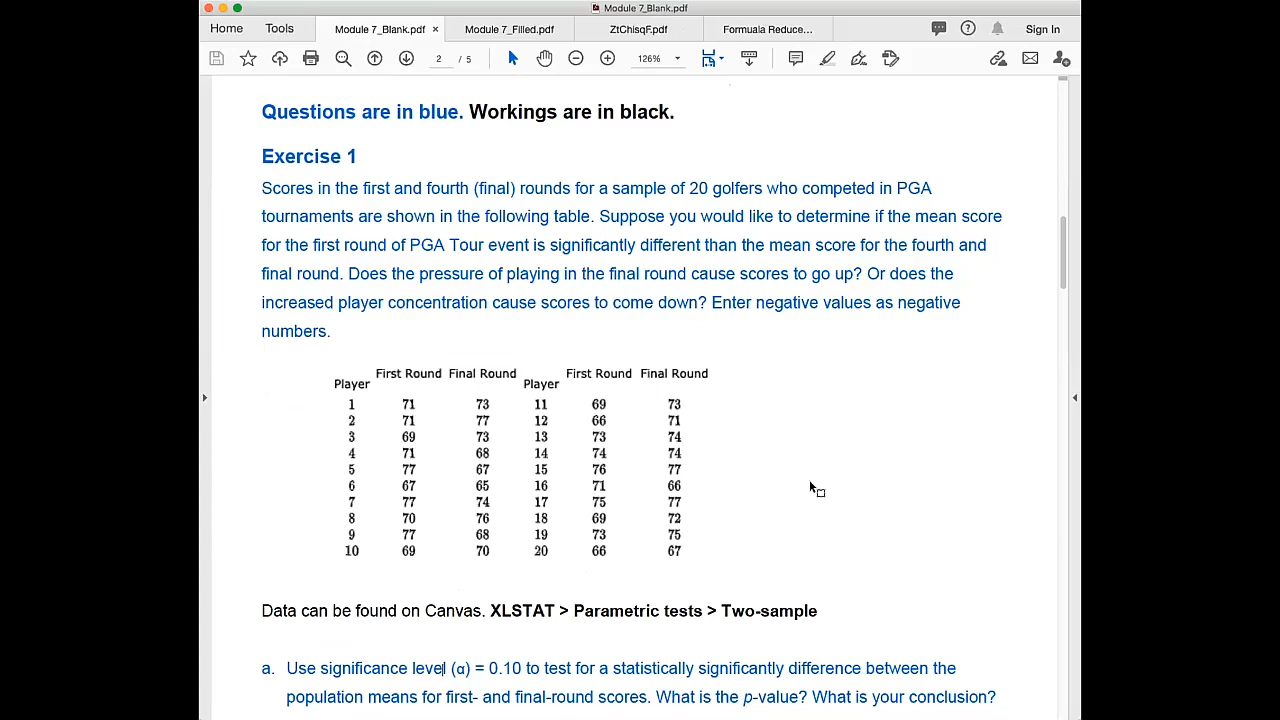 Module 7_Blank.pdf
Home Tools Module 7_Blank.pdf × Module 7_Filled.pdf ZtChisqF.pdf Formuala Reduce... Sign In
2 / 5 126%
Questions are in blue. Workings are in black.
Exercise 1
Scores in the first and fourth (final) rounds for a sample of 20 golfers who competed in PGA
tournaments are shown in the following table. Suppose you would like to determine if the mean score
for the first round of PGA Tour event is significantly different than the mean score for the fourth and
final round. Does the pressure of playing in the final round cause scores to go up? Or does the
increased player concentration cause scores to come down? Enter negative values as negative
numbers.
Player First Round Final Round Player First Round Final Round
1 71 73 11 69 73
2 71 77 12 66 71
3 69 73 13 73 74
4 71 68 14 74 74
5 77 67 15 76 77
6 67 65 16 71 66
7 77 74 17 75 77
8 70 76 18 69 72
9 77 68 19 73 75
10 69 70 20 66 67
Data can be found on Canvas. XLSTAT > Parametric tests > Two-sample
a. Use significance level (α) = 0.10 to test for a statistically significantly difference between the
population means for first- and final-round scores. What is the p-value? What is your conclusion?